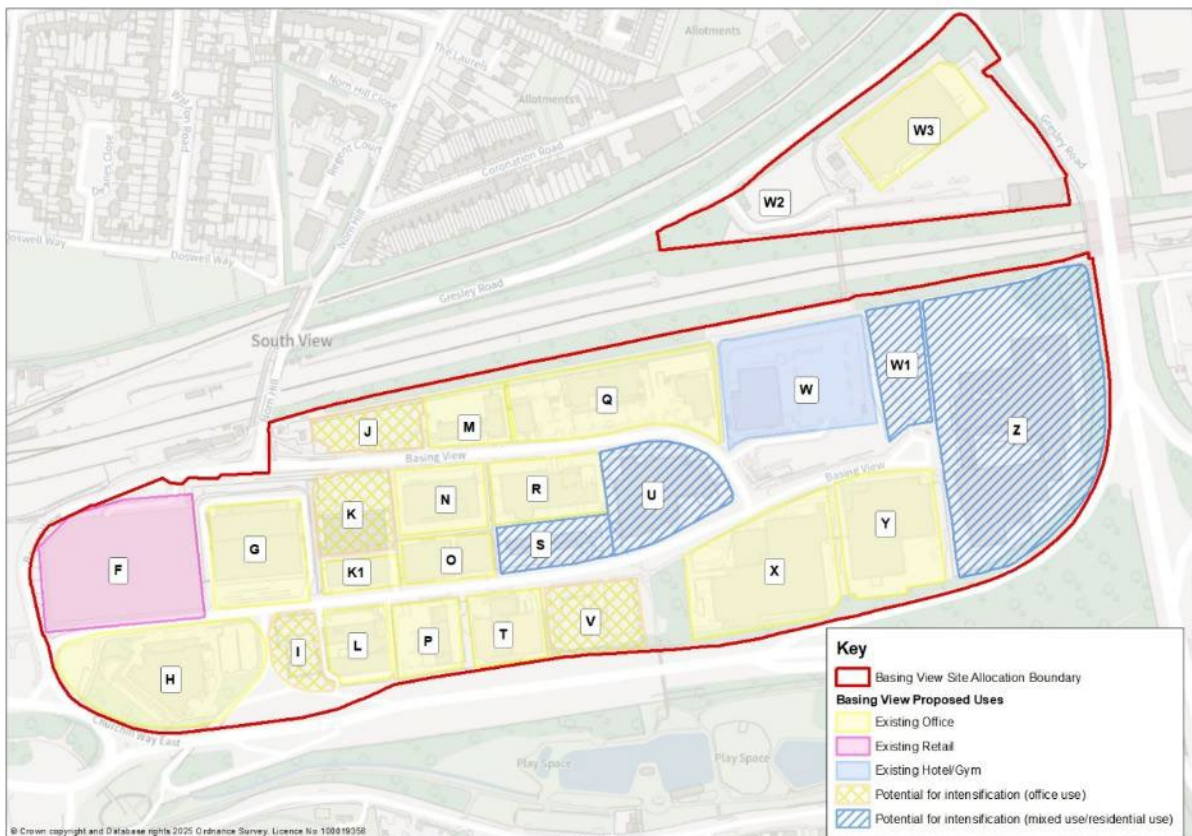 Allotments
The Laurels
Norn Hill Close
Allotments
Regent Court
Coronation Road
Norn Hill
Doswell Way
Gresley Road
W3
W2
Gresley Road
South View
Norn Hill
W1
W
Z
Q
M
J
Basing View
Basing View
U
R
N
K
S
O
K1
G
F
Y
X
V
T
P
L
I
H
Churchill Way East
Play Space
Play Space
Key
Basing View Site Allocation Boundary
Basing View Proposed Uses
Existing Office
Existing Retail
Existing Hotel/Gym
Potential for intensification (office use)
Potential for intensification (mixed use/residential use)
© Crown copyright and Database rights 2025 Ordnance Survey. Licence No 100019356